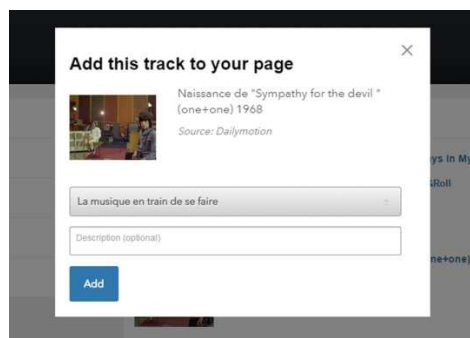 Add this track to your page
Naissance de "Sympathy for the devil "
(one+one) 1968
Source: Dailymotion
ys In My
&Roll
La musique en train de se faire
Description (optional)
ne+one)
Add